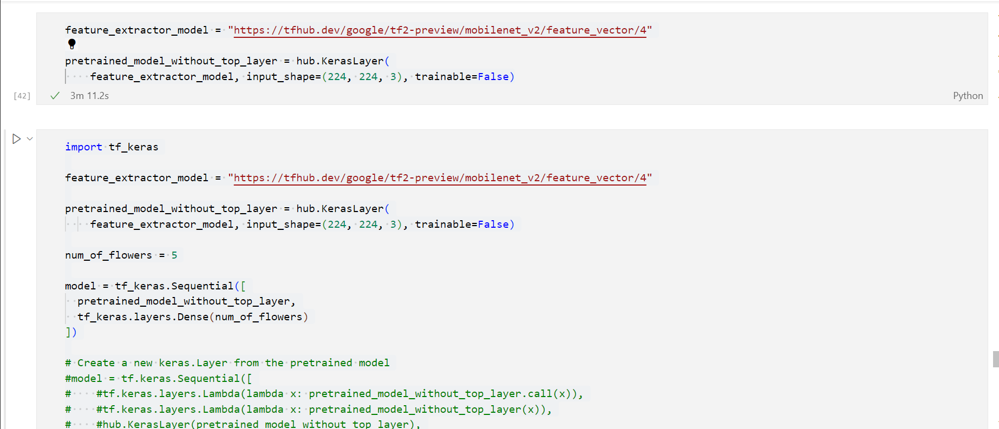 feature_extractor_model = "https://tfhub.dev/google/tf2-preview/mobilenet_v2/feature_vector/4"
pretrained_model_without_top_layer = hub.KerasLayer(
    feature_extractor_model, input_shape=(224, 224, 3), trainable=False)
[42] ✓ 3m 11.2s Python
import tf_keras
feature_extractor_model = "https://tfhub.dev/google/tf2-preview/mobilenet_v2/feature_vector/4"
pretrained_model_without_top_layer = hub.KerasLayer(
    feature_extractor_model, input_shape=(224, 224, 3), trainable=False)
num_of_flowers = 5
model = tf_keras.Sequential([
  pretrained_model_without_top_layer,
  tf_keras.layers.Dense(num_of_flowers)
])
# Create a new keras.Layer from the pretrained model
#model = tf.keras.Sequential([
#    #tf.keras.layers.Lambda(lambda x: pretrained_model_without_top_layer.call(x)),
#    #tf.keras.layers.Lambda(lambda x: pretrained_model_without_top_layer(x)),
#    #hub.KerasLayer(pretrained_model_without_top_layer),